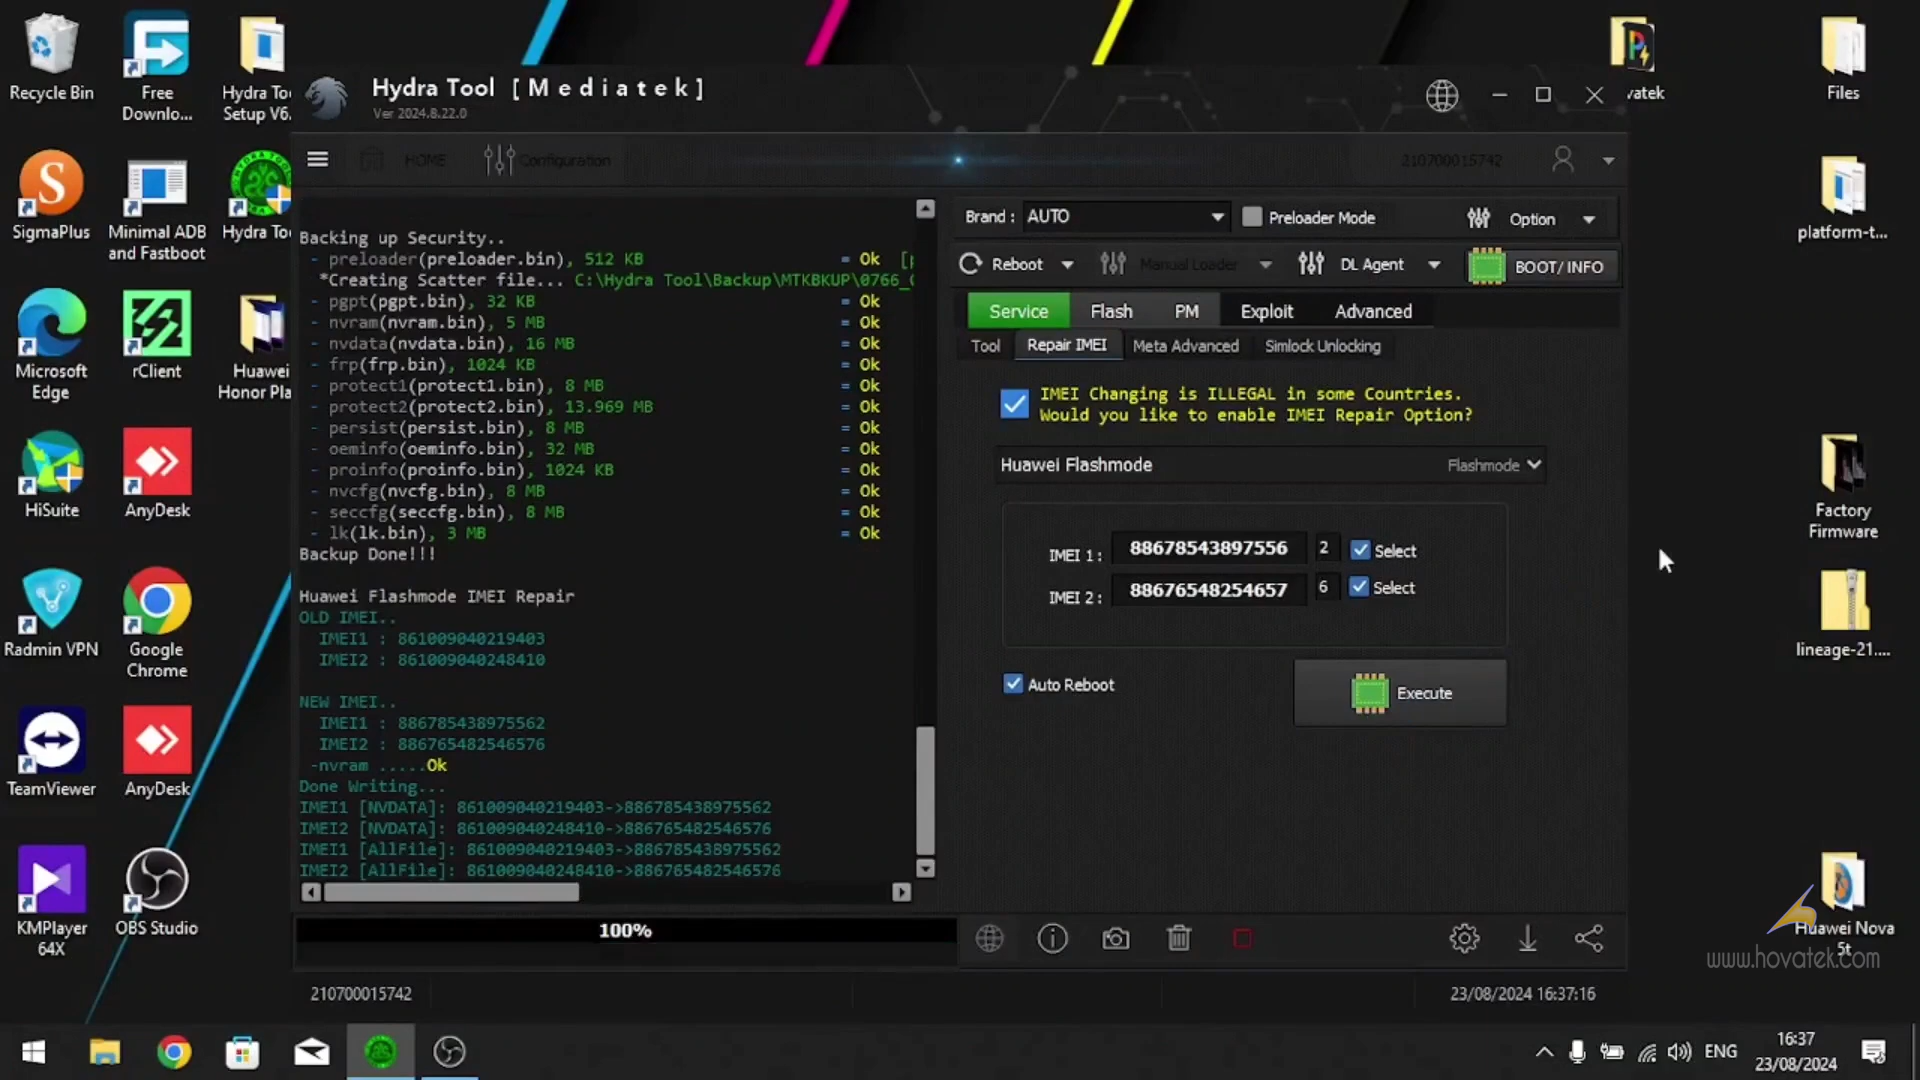 Recycle Bin
Free
Downlo...
Hydra To
Setup V6.
SigmaPlus
Minimal ADB
and Fastboot
Hydra To
Microsoft
Edge
rClient
Huawei
Honor Pla
HiSuite
AnyDesk
Radmin VPN
Google
Chrome
TeamViewer
AnyDesk
KMPlayer
64X
OBS Studio
Hydra Tool [Mediatek]
Ver 2024.8.22.0
HOME
Configuration
210700015742
Backing up Security..
- preloader(preloader.bin), 512 KB = Ok
*Creating Scatter file... C:\Hydra Tool\Backup\MTKBKUP\0766_
- pgpt(pgpt.bin), 32 KB = Ok
- nvram(nvram.bin), 5 MB = Ok
- nvdata(nvdata.bin), 16 MB = Ok
- frp(frp.bin), 1024 KB = Ok
- protect1(protect1.bin), 8 MB = Ok
- protect2(protect2.bin), 13.969 MB = Ok
- persist(persist.bin), 8 MB = Ok
- oeminfo(oeminfo.bin), 32 MB = Ok
- proinfo(proinfo.bin), 1024 KB = Ok
- nvcfg(nvcfg.bin), 8 MB = Ok
- seccfg(seccfg.bin), 8 MB = Ok
- lk(lk.bin), 3 MB = Ok
Backup Done!!!
Huawei Flashmode IMEI Repair
OLD IMEI..
IMEI1 : 861009040219403
IMEI2 : 861009040248410
NEW IMEI..
IMEI1 : 886785438975562
IMEI2 : 886765482546576
-nvram .....Ok
Done Writing...
IMEI1 [NVDATA]: 861009040219403->886785438975562
IMEI2 [NVDATA]: 861009040248410->886765482546576
IMEI1 [AllFile]: 861009040219403->886785438975562
IMEI2 [AllFile]: 861009040248410->886765482546576
100%
Brand : AUTO
Preloader Mode
Option
Reboot
Manual Loader
DL Agent
BOOT/ INFO
Service
Flash
PM
Exploit
Advanced
Tool
Repair IMEI
Meta Advanced
Simlock Unlocking
IMEI Changing is ILLEGAL in some Countries.
Would you like to enable IMEI Repair Option?
Huawei Flashmode
Flashmode
IMEI 1 : 88678543897556 2 Select
IMEI 2 : 88676548254657 6 Select
Auto Reboot
Execute
210700015742
23/08/2024 16:37:16
vatek
Files
platform-t...
Factory
Firmware
lineage-21....
Huawei Nova
5t
www.hovatek.com
ENG
16:37
23/08/2024